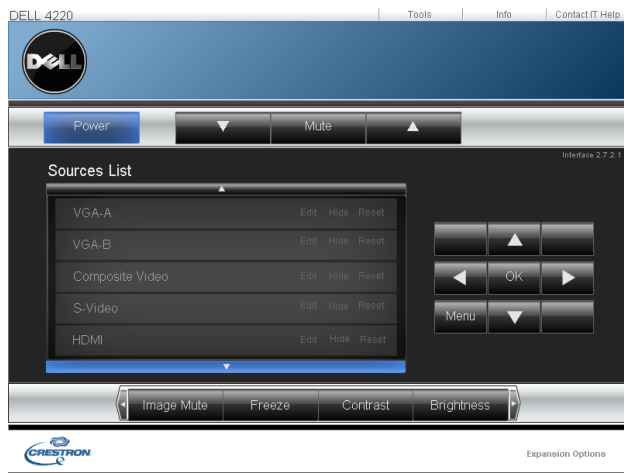 DELL 4220
Tools Info Contact IT Help
DELL
Power Mute
Interface 2.7.2.1
Sources List
VGA-A Edit Hide Reset
VGA-B Edit Hide Reset
Composite Video Edit Hide Reset
S-Video Edit Hide Reset
HDMI Edit Hide Reset
OK
Menu
Image Mute Freeze Contrast Brightness
CRESTRON
Expansion Options